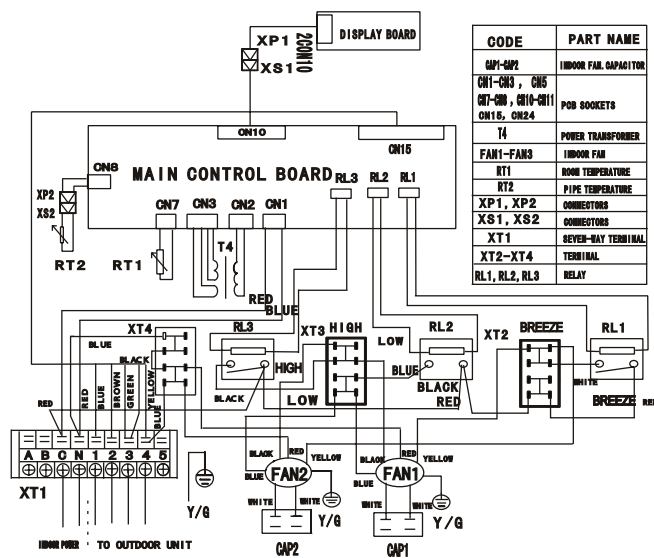 XP1
XS1
2CON10
DISPLAY BOARD
CODE PART NAME
CAP1-CAP2 INDOOR FAN.CAPACITOR
CN1-CN3 , CN5
CN7-CN8 , CN10-CN11
CN15, CN24
PCB SOCKETS
T4 POWER TRANSFORMER
FAN1-FAN3 INDOOR FAN
RT1 ROOM TEMPERATURE
RT2 PIPE TEMPERATURE
XP1, XP2 CONNECTORS
XS1, XS2 CONNECTORS
XT1 SEVEN-WAY TERMINAL
XT2-XT4 TERMINAL
RL1, RL2, RL3 RELAY
CN10
CN15
CN8
MAIN CONTROL BOARD
RL3 RL2 RL1
XP2
XS2
CN7 CN3 CN2 CN1
RT2
RT1
T4
RED
BLUE
XT4
RL3
XT3
HIGH
LOW
RL2
XT2
BREEZE
RL1
BLUE
BLACK
HIGH
BLUE
WHITE
RED
RED
BLUE
BROWN
GREEN
YELLOW
BLUE
BLACK
LOW
BLACK
RED
BREEZE
RE
A B C N 1 2 3 4 5
XT1
Y/G
BLACK
RED
YELLOW
BLUE
FAN2
WHITE
WHITE
Y/G
CAP2
BLACK
RED
YELLOW
BLUE
FAN1
WHITE
WHITE
Y/G
CAP1
INDOOR POWER
TO OUTDOOR UNIT